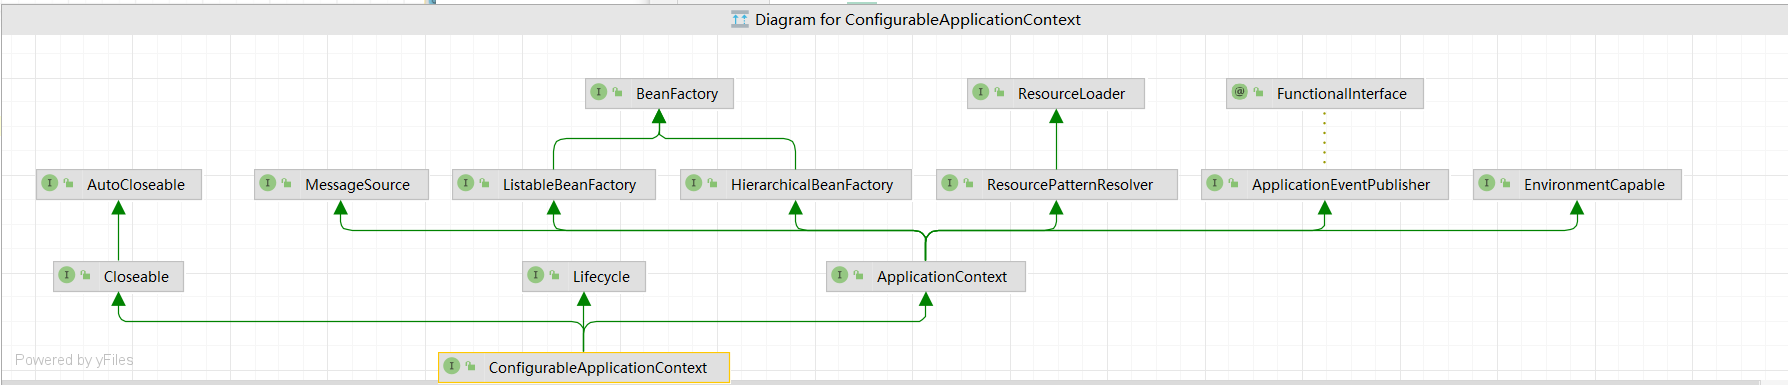 Diagram for ConfigurableApplicationContext
BeanFactory
ResourceLoader
FunctionalInterface
AutoCloseable
MessageSource
ListableBeanFactory
HierarchicalBeanFactory
ResourcePatternResolver
ApplicationEventPublisher
EnvironmentCapable
Closeable
Lifecycle
ApplicationContext
Powered by yFiles
ConfigurableApplicationContext